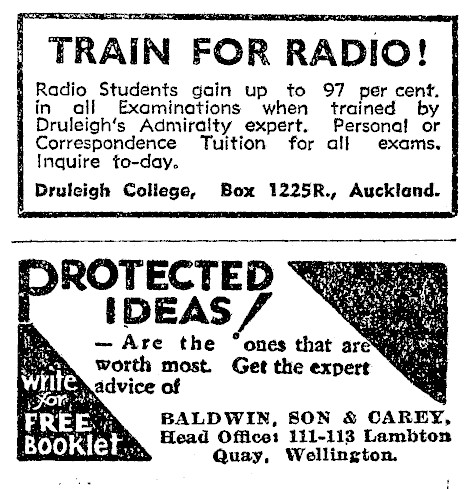 TRAIN FOR RADIO!
Radio Students gain up to 97 per cent.
in all Examinations when trained by
Druleigh's Admiralty expert. Personal or
Correspondence Tuition for all exams.
Inquire to-day.
Druleigh College, Box 1225R., Auckland.
PROTECTED
IDEAS!
— Are the ones that are
worth most. Get the expert
advice of
write
for
FREE
BOOKLET
BALDWIN, SON & CAREY,
Head Office: 111-113 Lambton
Quay, Wellington.